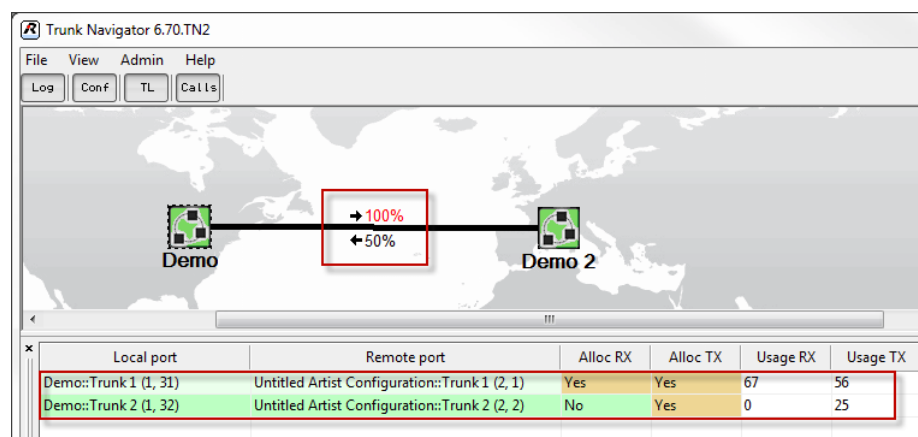 Trunk Navigator 6.70.TN2
File View Admin Help
Log Conf TL Calls
→100%
←50%
Demo
Demo 2
Local port Remote port Alloc RX Alloc TX Usage RX Usage TX
Demo::Trunk 1 (1, 31) Untitled Artist Configuration::Trunk 1 (2, 1) Yes Yes 67 56
Demo::Trunk 2 (1, 32) Untitled Artist Configuration::Trunk 2 (2, 2) No Yes 0 25